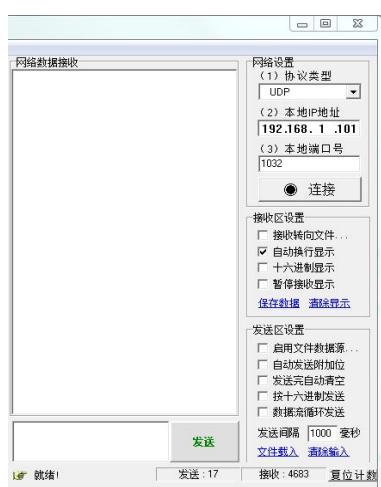 网络数据接收
网络设置
(1) 协议类型
UDP
(2) 本地IP地址
192.168. 1 .101
(3) 本地端口号
1032
连接
接收区设置
接收转向文件...
自动换行显示
十六进制显示
暂停接收显示
保存数据 清除显示
发送区设置
启用文件数据源...
自动发送附加位
发送完自动清空
按十六进制发送
数据流循环发送
发送间隔 1000 毫秒
文件载入 清除输入
发送
就绪!
发送:17
接收:4683
复位计数